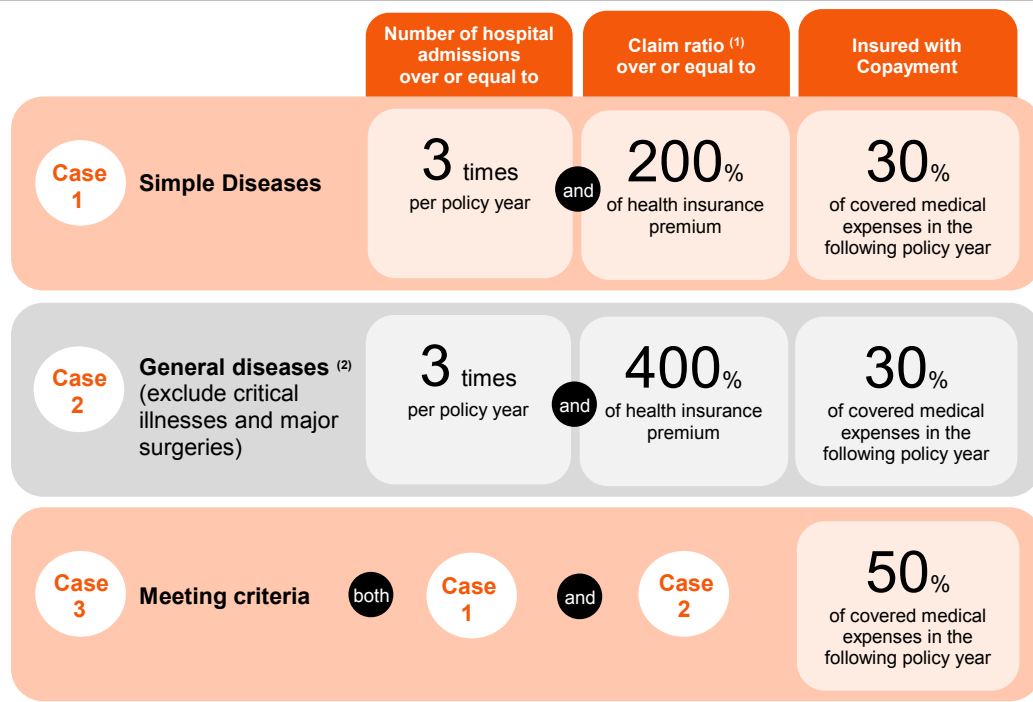 Number of hospital
admissions
over or equal to
Claim ratio (1)
over or equal to
Insured with
Copayment
Case
1
Simple Diseases
3 times
per policy year
and
200%
of health insurance
premium
30%
of covered medical
expenses in the
following policy year
Case
2
General diseases (2)
(exclude critical
illnesses and major
surgeries)
3 times
per policy year
and
400%
of health insurance
premium
30%
of covered medical
expenses in the
following policy year
Case
3
Meeting criteria
both
Case
1
and
Case
2
50%
of covered medical
expenses in the
following policy year